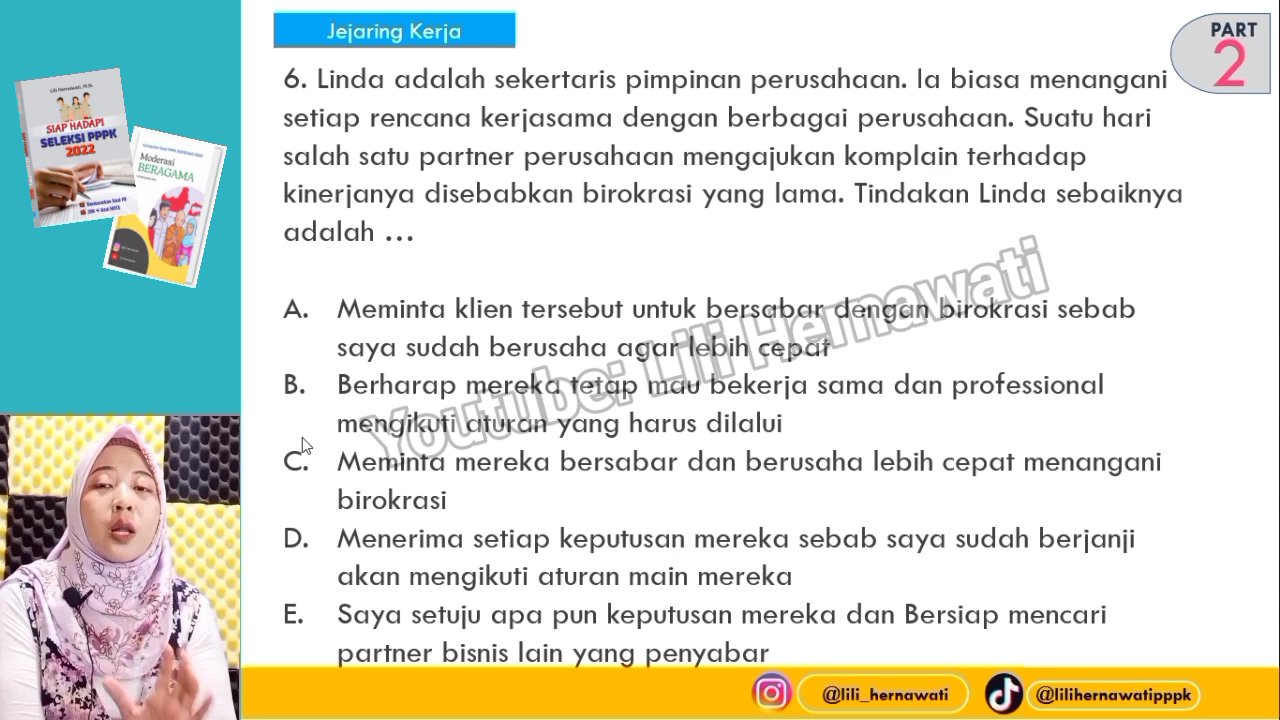 Jejaring Kerja
PART
2
6. Linda adalah sekertaris pimpinan perusahaan. Ia biasa menangani
setiap rencana kerjasama dengan berbagai perusahaan. Suatu hari
salah satu partner perusahaan mengajukan komplain terhadap
kinerjanya disebabkan birokrasi yang lama. Tindakan Linda sebaiknya
adalah …
A. Meminta klien tersebut untuk bersabar dengan birokrasi sebab
saya sudah berusaha agar lebih cepat
B. Berharap mereka tetap mau bekerja sama dan professional
mengikuti aturan yang harus dilalui
C. Meminta mereka bersabar dan berusaha lebih cepat menangani
birokrasi
D. Menerima setiap keputusan mereka sebab saya sudah berjanji
akan mengikuti aturan main mereka
E. Saya setuju apa pun keputusan mereka dan Bersiap mencari
partner bisnis lain yang penyabar
Youtube: Lili Hernawati
@lili_hernawati
@lilihernawatipppk
Lili Hernawati, M.Si.
SIAP HADAPI
SELEKSI PPPK
2022
Moderasi
BERAGAMA